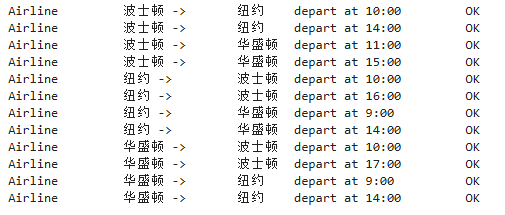 Airline 波士顿 -> 纽约 depart at 10:00 OK
Airline 波士顿 -> 纽约 depart at 14:00 OK
Airline 波士顿 -> 华盛顿 depart at 11:00 OK
Airline 波士顿 -> 华盛顿 depart at 15:00 OK
Airline 纽约 -> 波士顿 depart at 10:00 OK
Airline 纽约 -> 波士顿 depart at 16:00 OK
Airline 纽约 -> 华盛顿 depart at 9:00 OK
Airline 纽约 -> 华盛顿 depart at 14:00 OK
Airline 华盛顿 -> 波士顿 depart at 10:00 OK
Airline 华盛顿 -> 波士顿 depart at 17:00 OK
Airline 华盛顿 -> 纽约 depart at 9:00 OK
Airline 华盛顿 -> 纽约 depart at 14:00 OK